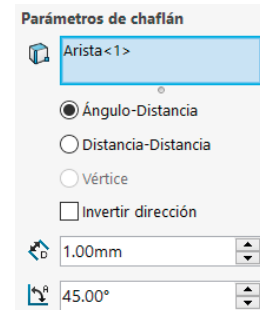 Parámetros de chaflán
Arista<1>
Ángulo-Distancia
Distancia-Distancia
Vértice
Invertir dirección
D
1.00mm
A
45.00°